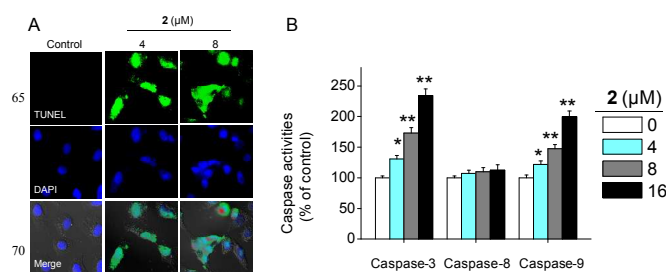 A
2 (µM)
Control 4 8
65
TUNEL
DAPI
70
Merge
B
Caspase activities
(% of control)
250
200
150
100
50
0
* ** **
* ** **
Caspase-3 Caspase-8 Caspase-9
2 (µM)
0
4
8
16